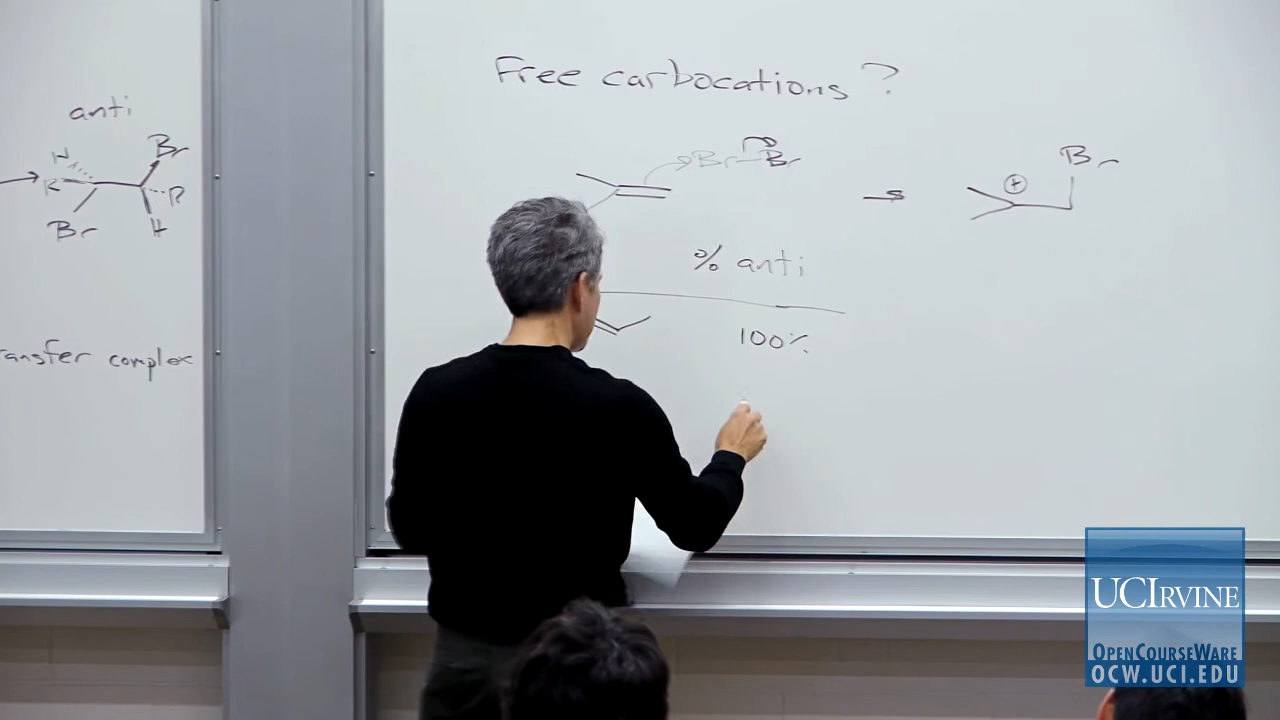 anti
Br
H
R
R
Br
H
ransfer complex
Free carbocations?
Br Br
Br
+
% anti
100%
UCIRVINE
OPENCOURSEWARE
OCW.UCI.EDU